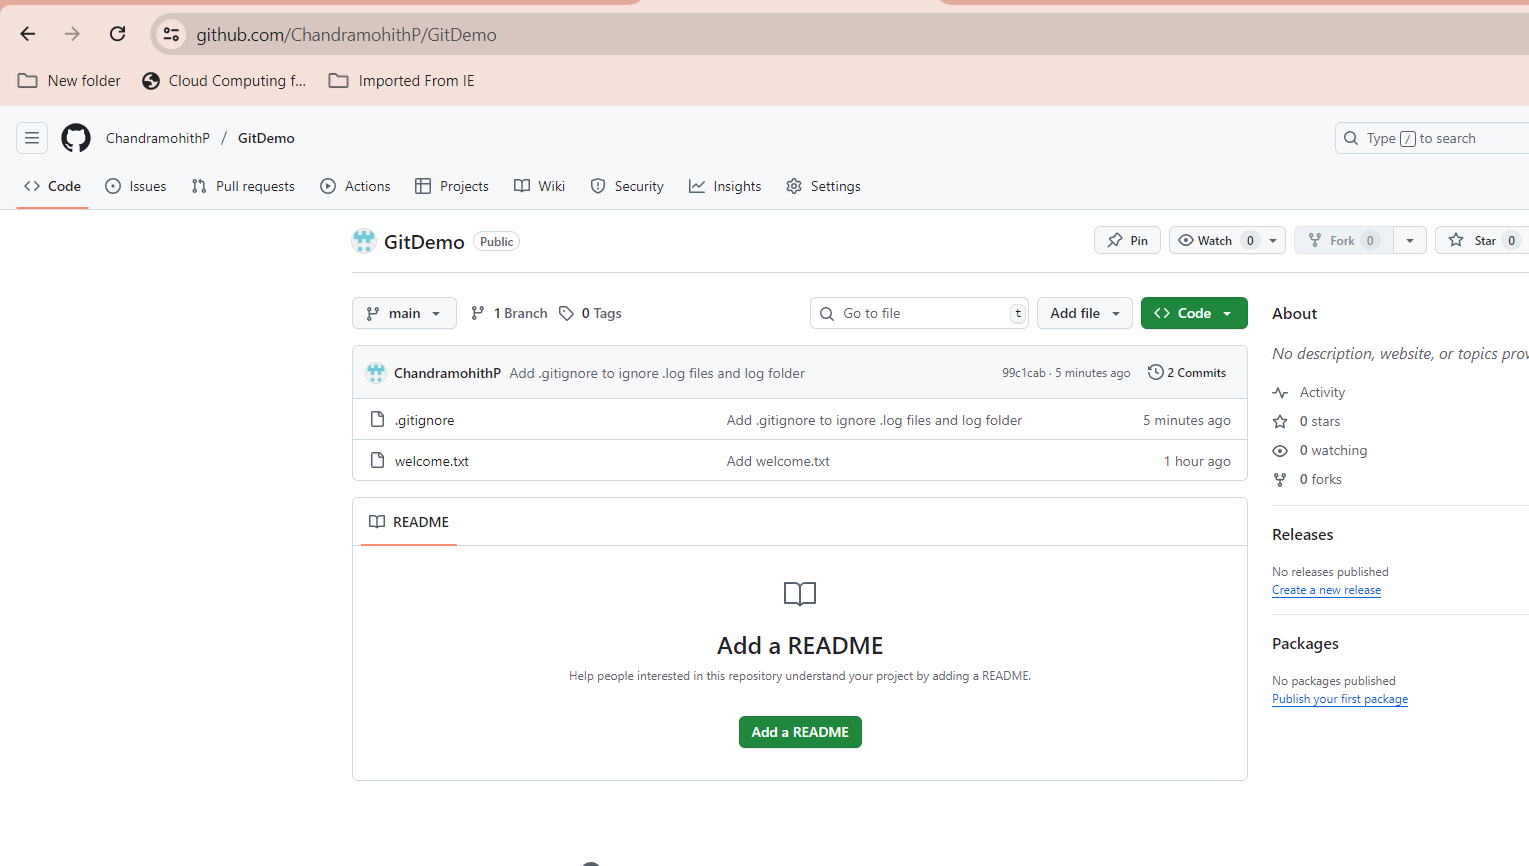 github.com/ChandramohithP/GitDemo
New folder Cloud Computing f... Imported From IE
ChandramohithP / GitDemo Type / to search
Code Issues Pull requests Actions Projects Wiki Security Insights Settings
GitDemo Public Pin Watch 0 Fork 0 Star 0
main 1 Branch 0 Tags Go to file t Add file Code About
No description, website, or topics prov
ChandramohithP Add .gitignore to ignore .log files and log folder 99c1cab · 5 minutes ago 2 Commits
Activity
.gitignore Add .gitignore to ignore .log files and log folder 5 minutes ago 0 stars
0 watching
welcome.txt Add welcome.txt 1 hour ago
0 forks
README Releases
No releases published
Create a new release
Add a README Packages
Help people interested in this repository understand your project by adding a README. No packages published
Publish your first package
Add a README